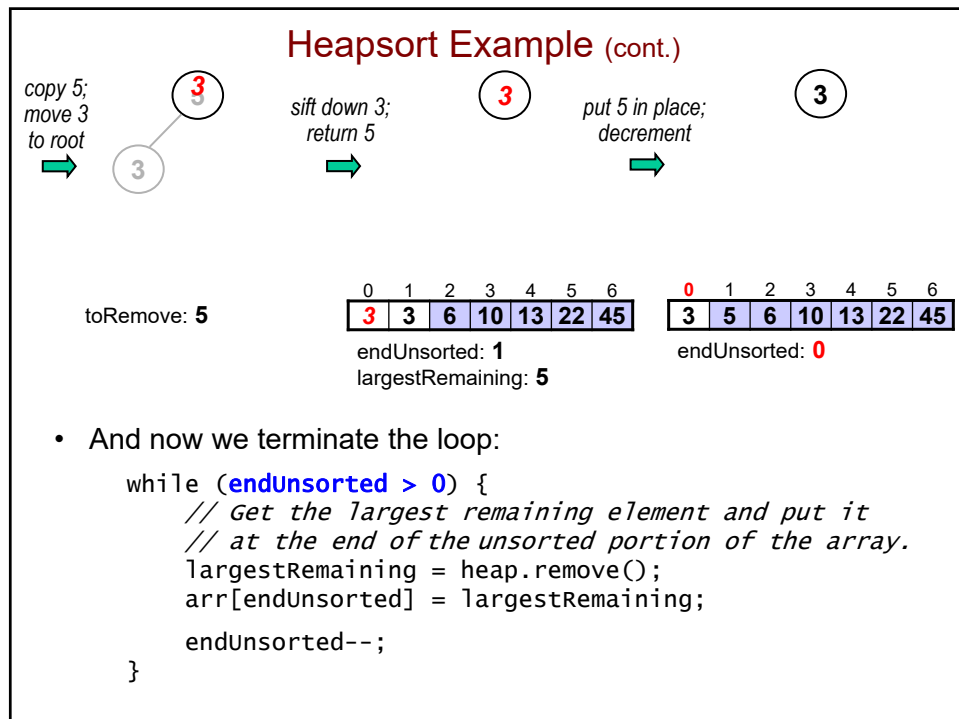 Heapsort Example (cont.)
copy 5;
move 3
to root
3
5
3
sift down 3;
return 5
3
put 5 in place;
decrement
3
toRemove: 5
0 1 2 3 4 5 6
3 3 6 10 13 22 45
endUnsorted: 1
largestRemaining: 5
0 1 2 3 4 5 6
3 5 6 10 13 22 45
endUnsorted: 0
• And now we terminate the loop:
while (endUnsorted > 0) {
// Get the largest remaining element and put it
// at the end of the unsorted portion of the array.
largestRemaining = heap.remove();
arr[endUnsorted] = largestRemaining;
endUnsorted--;
}